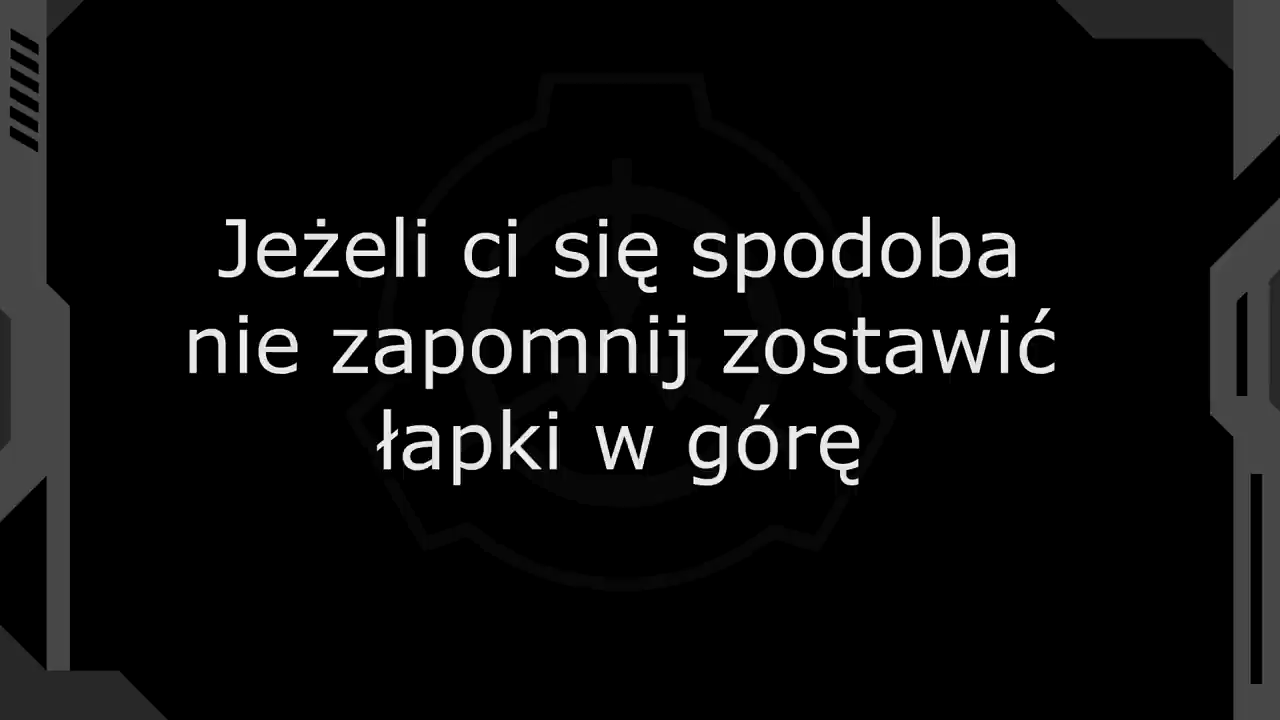 Jeżeli ci się spodoba
nie zapomnij zostawić
łapki w górę